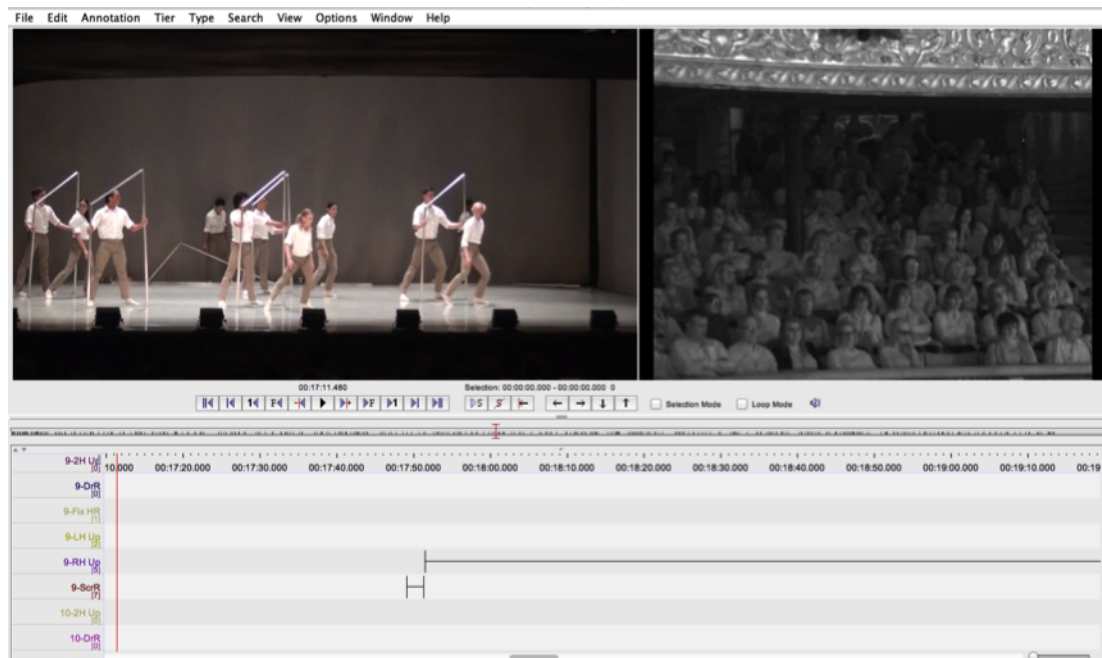 File Edit Annotation Tier Type Search View Options Window Help
00:17:11.480 Selection: 00:00:00.000 - 00:00:00.000 0
1 F F 1 S S Selection Mode Loop Mode
9-2H Up [0] 10.000 00:17:20.000 00:17:30.000 00:17:40.000 00:17:50.000 00:18:00.000 00:18:10.000 00:18:20.000 00:18:30.000 00:18:40.000 00:18:50.000 00:19:00.000 00:19:10.000 00:19
9-DrR [0]
9-Fix HR [1]
9-LH Up [2]
9-RH Up [5]
9-ScrR [7]
10-2H Up [0]
10-DrR [0]